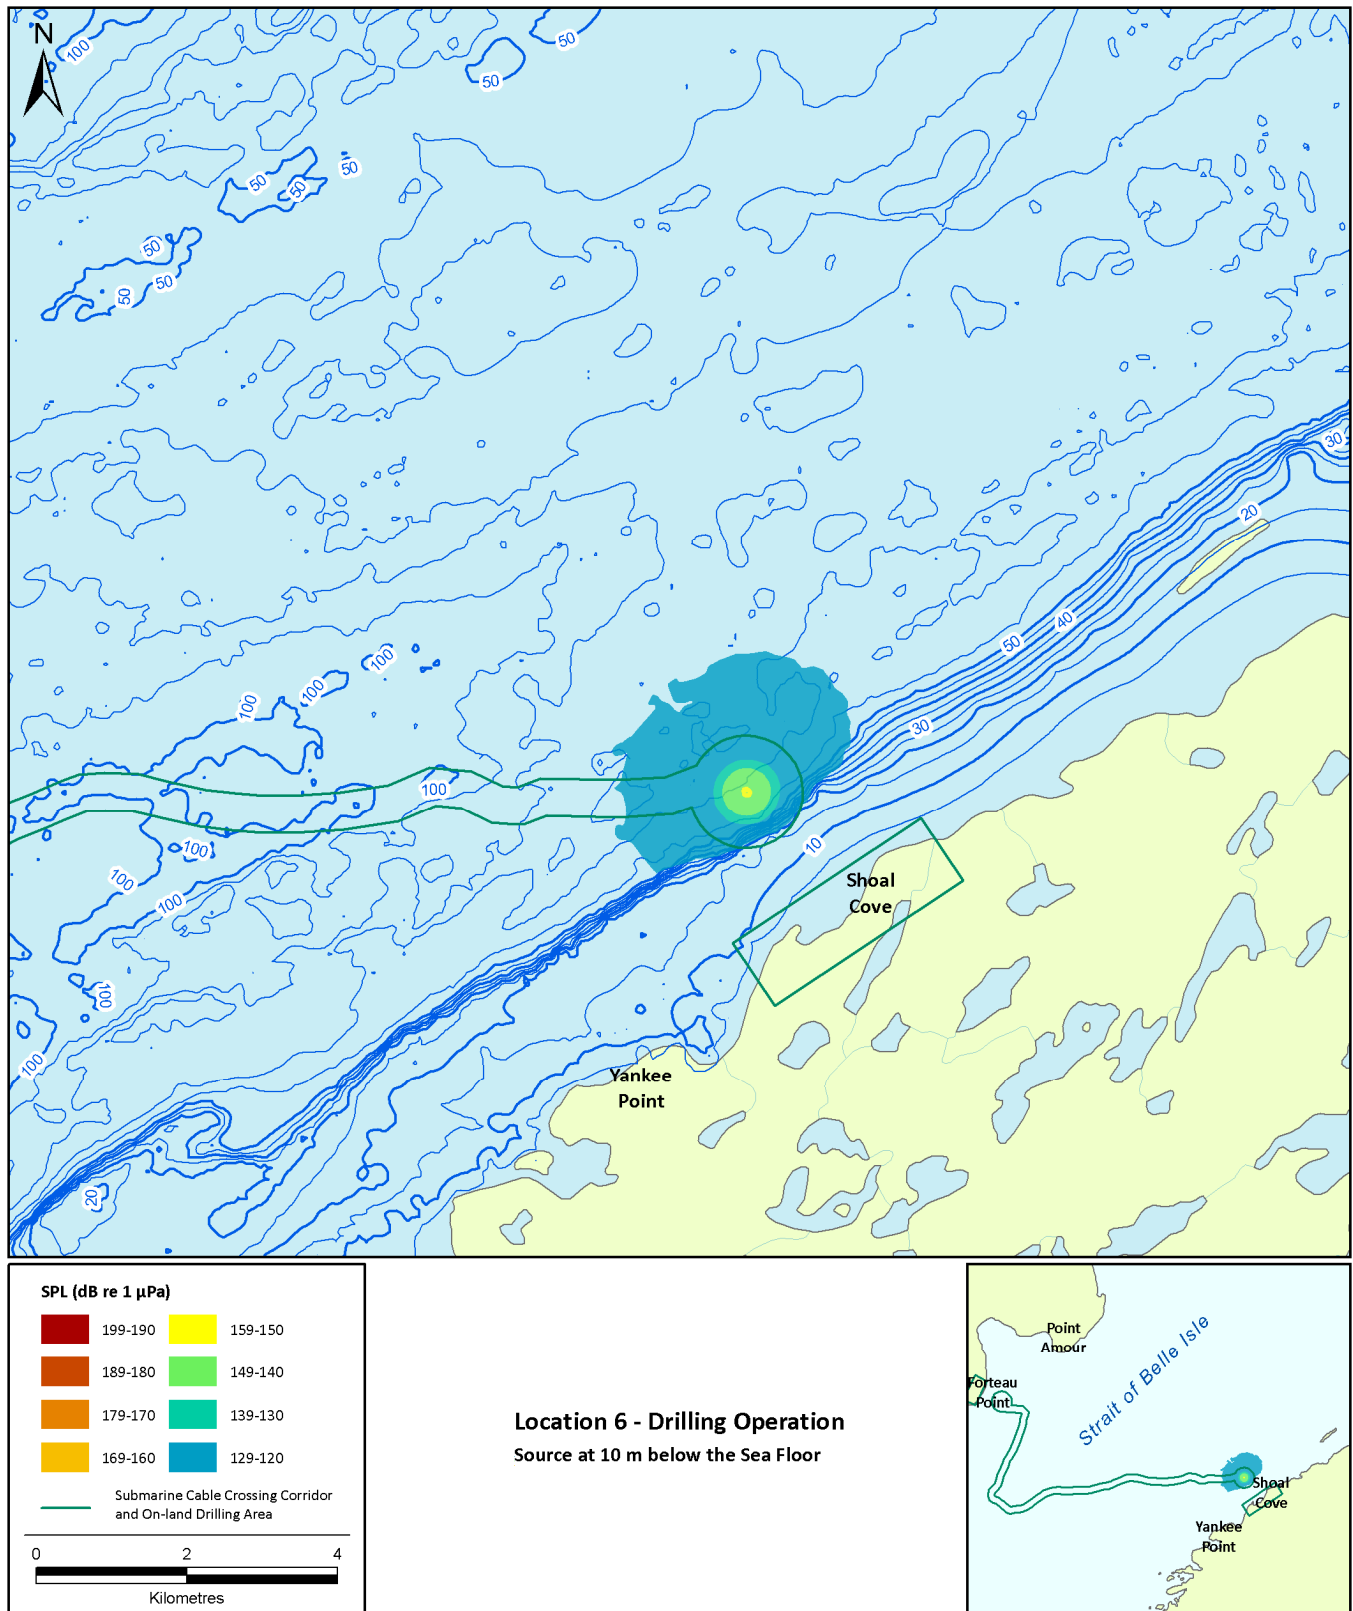 N
100
50
50
50
50
50
50
50
50
30
20
40
50
30
100
100
100
100
10
100
100
100
100
100
20
Shoal
Cove
Yankee
Point
SPL (dB re 1 µPa)
199-190
159-150
189-180
149-140
179-170
139-130
169-160
129-120
Submarine Cable Crossing Corridor
and On-land Drilling Area
0 2 4
Kilometres
Location 6 - Drilling Operation
Source at 10 m below the Sea Floor
Point
Amour
Forteau
Point
Strait of Belle Isle
Shoal
Cove
Yankee
Point